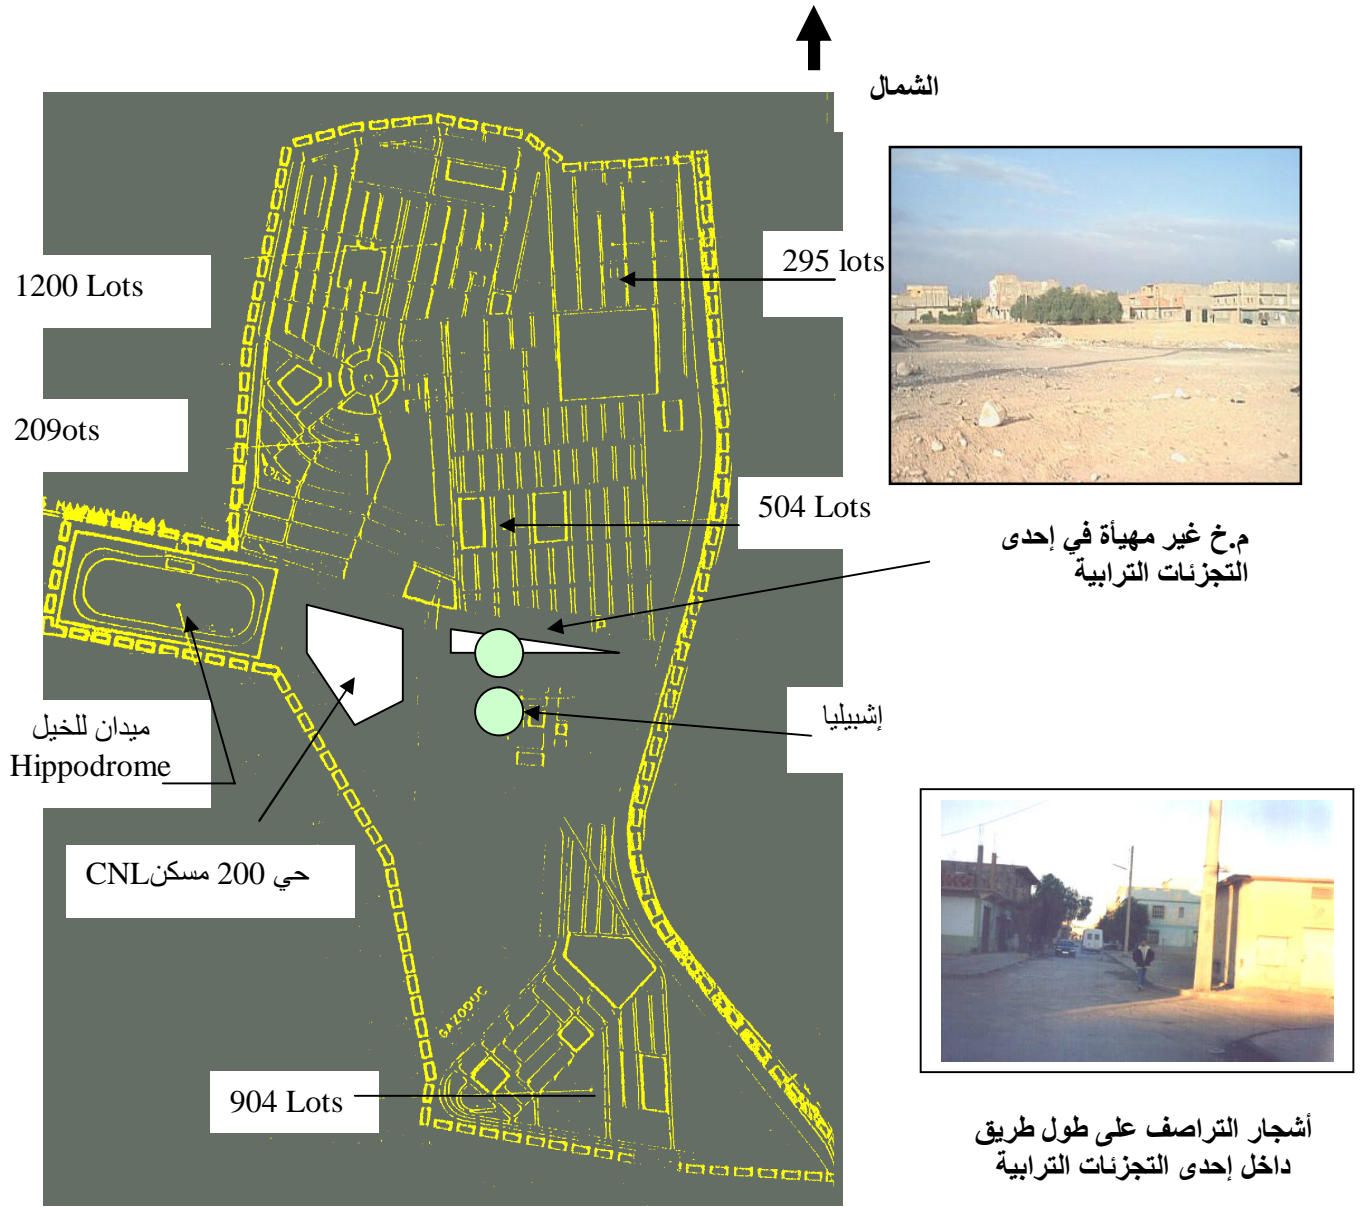 الشمال
295 lots
1200 Lots
209ots
504 Lots
م.خ غير مهيأة في إحدى
التجزئات الترابية
إشبيليا
ميدان للخيل
Hippodrome
حي 200 مسكنCNL
GAZODUC
904 Lots
أشجار التراصف على طول طريق
داخل إحدى التجزئات الترابية